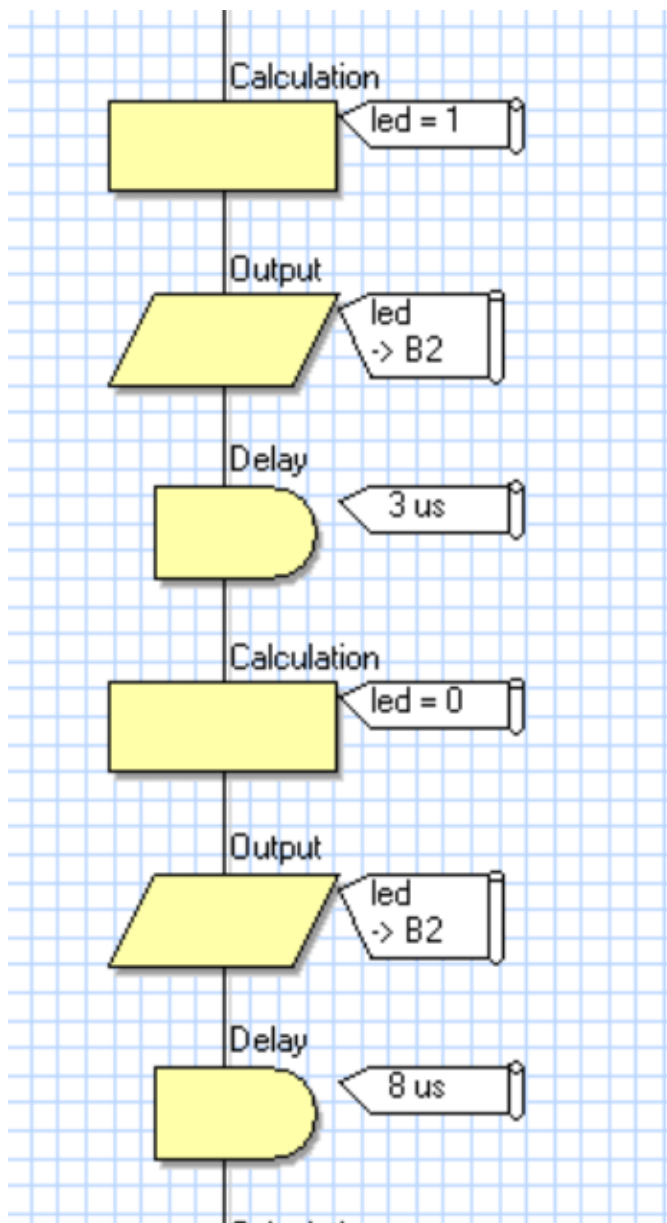 Calculation
led = 1
Output
led
-> B2
Delay
3 us
Calculation
led = 0
Output
led
-> B2
Delay
8 us